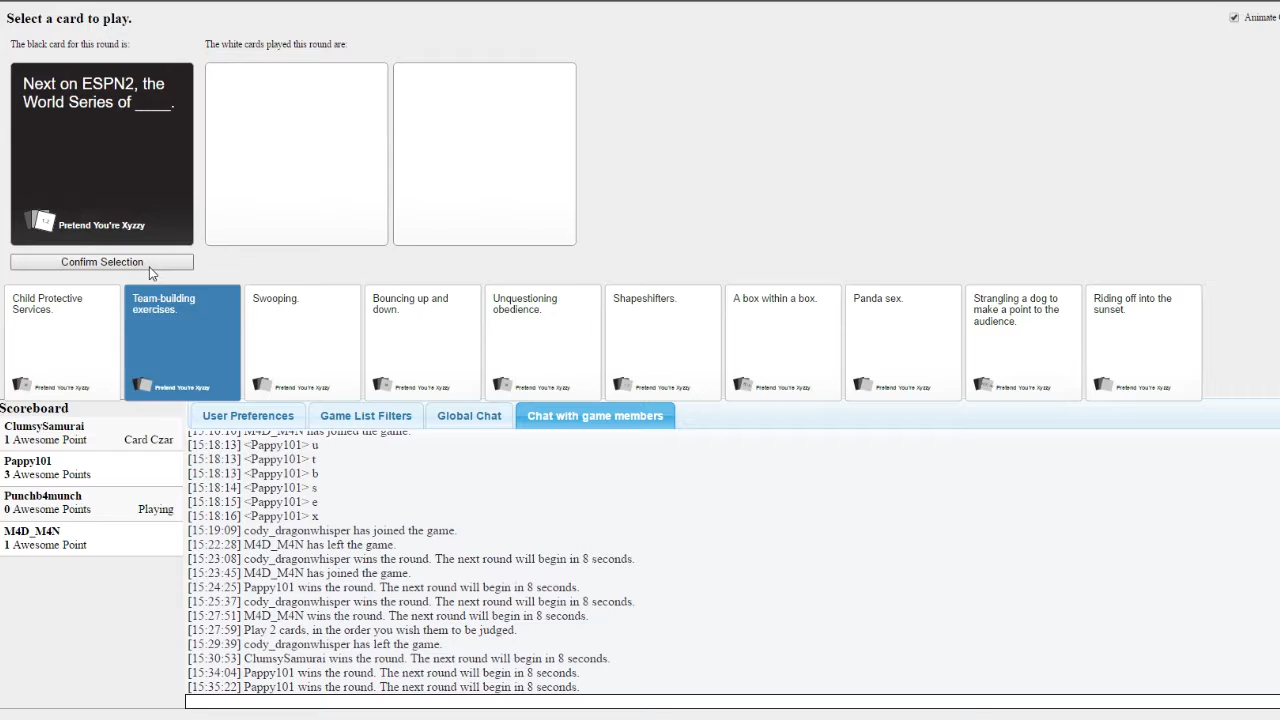 Select a card to play.
Animate
The black card for this round is:
The white cards played this round are:
Next on ESPN2, the
World Series of ____.
Pretend You're Xyzzy
Confirm Selection
Child Protective
Services.
Pretend You're Xyzzy
Team-building
exercises.
Pretend You're Xyzzy
Swooping.
Pretend You're Xyzzy
Bouncing up and
down.
Pretend You're Xyzzy
Unquestioning
obedience.
Pretend You're Xyzzy
Shapeshifters.
Pretend You're Xyzzy
A box within a box.
Pretend You're Xyzzy
Panda sex.
Pretend You're Xyzzy
Strangling a dog to
make a point to the
audience.
Pretend You're Xyzzy
Riding off into the
sunset.
Pretend You're Xyzzy
Scoreboard
ClumsySamurai
1 Awesome Point Card Czar
Pappy101
3 Awesome Points
Punchb4munch
0 Awesome Points Playing
M4D_M4N
1 Awesome Point
User Preferences
Game List Filters
Global Chat
Chat with game members
[15:16:10] M4D_M4N has joined the game.
[15:18:13] <Pappy101> u
[15:18:13] <Pappy101> t
[15:18:13] <Pappy101> b
[15:18:14] <Pappy101> s
[15:18:15] <Pappy101> e
[15:18:16] <Pappy101> x
[15:19:09] cody_dragonwhisper has joined the game.
[15:22:28] M4D_M4N has left the game.
[15:23:08] cody_dragonwhisper wins the round. The next round will begin in 8 seconds.
[15:23:45] M4D_M4N has joined the game.
[15:24:25] Pappy101 wins the round. The next round will begin in 8 seconds.
[15:25:37] cody_dragonwhisper wins the round. The next round will begin in 8 seconds.
[15:27:51] M4D_M4N wins the round. The next round will begin in 8 seconds.
[15:27:59] Play 2 cards, in the order you wish them to be judged.
[15:29:39] cody_dragonwhisper has left the game.
[15:30:53] ClumsySamurai wins the round. The next round will begin in 8 seconds.
[15:34:04] Pappy101 wins the round. The next round will begin in 8 seconds.
[15:35:22] Pappy101 wins the round. The next round will begin in 8 seconds.